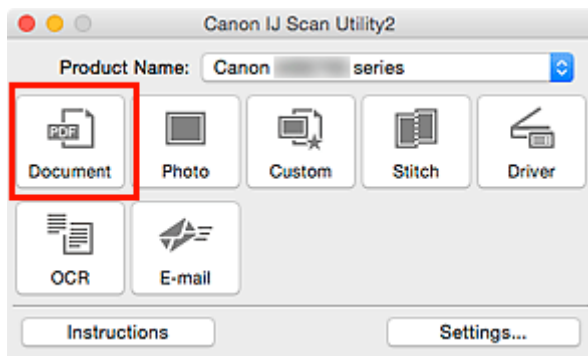 Canon IJ Scan Utility2
Product Name: Canon series
PDF
Document Photo Custom Stitch Driver
OCR E-mail
Instructions Settings...